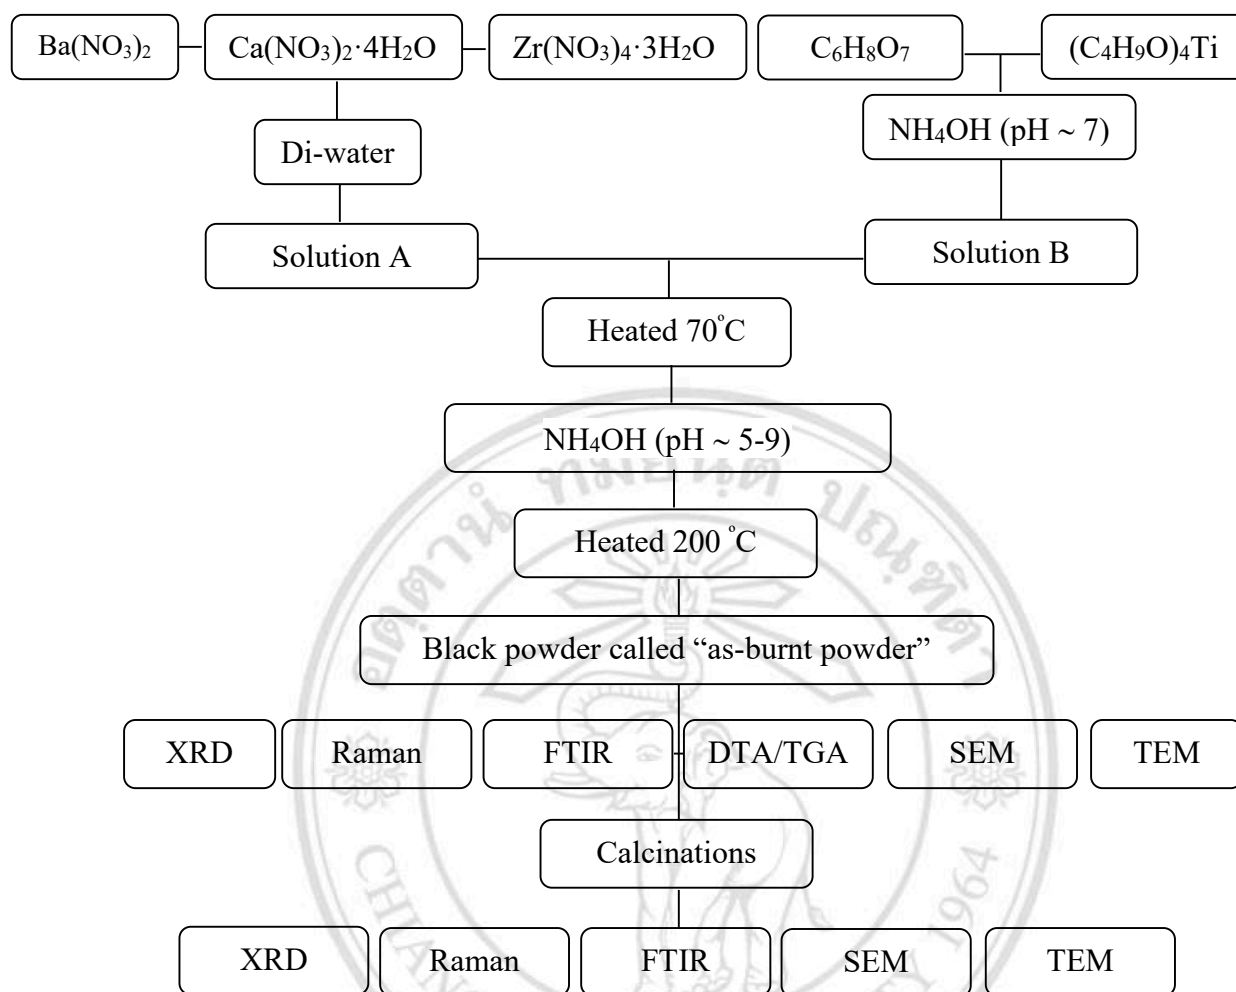 Ba(NO₃)₂
Ca(NO₃)₂·4H₂O
Zr(NO₃)₄·3H₂O
C₆H₈O₇
(C₄H₉O)₄Ti
Di-water
NH₄OH (pH ~ 7)
Solution A
Solution B
Heated 70°C
NH₄OH (pH ~ 5-9)
Heated 200 °C
Black powder called “as-burnt powder”
XRD
Raman
FTIR
DTA/TGA
SEM
TEM
Calcinations
XRD
Raman
FTIR
SEM
TEM
1964